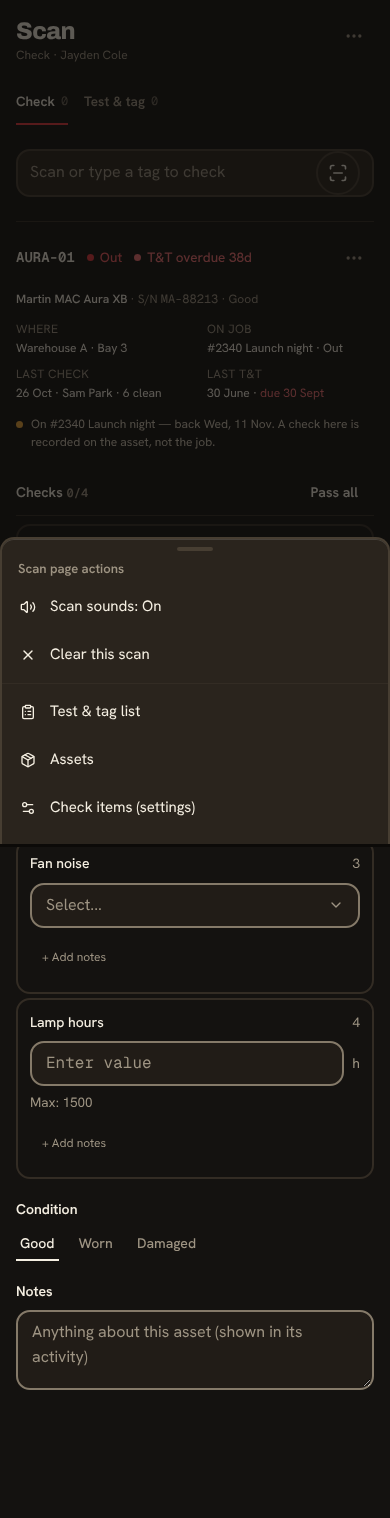 Scan
Check · Jayden Cole
Check 0 Test & tag 0
Scan or type a tag to check
AURA-01 Out T&T overdue 38d
Martin MAC Aura XB · S/N MA-88213 · Good
WHERE ON JOB
Warehouse A · Bay 3 #2340 Launch night · Out
LAST CHECK LAST T&T
26 Oct · Sam Park · 6 clean 30 June · due 30 Sept
On #2340 Launch night — back Wed, 11 Nov. A check here is
recorded on the asset, not the job.
Checks 0/4 Pass all
Scan page actions
Scan sounds: On
Clear this scan
Test & tag list
Assets
Check items (settings)
Fan noise 3
Select...
+ Add notes
Lamp hours 4
Enter value h
Max: 1500
+ Add notes
Condition
Good Worn Damaged
Notes
Anything about this asset (shown in its
activity)